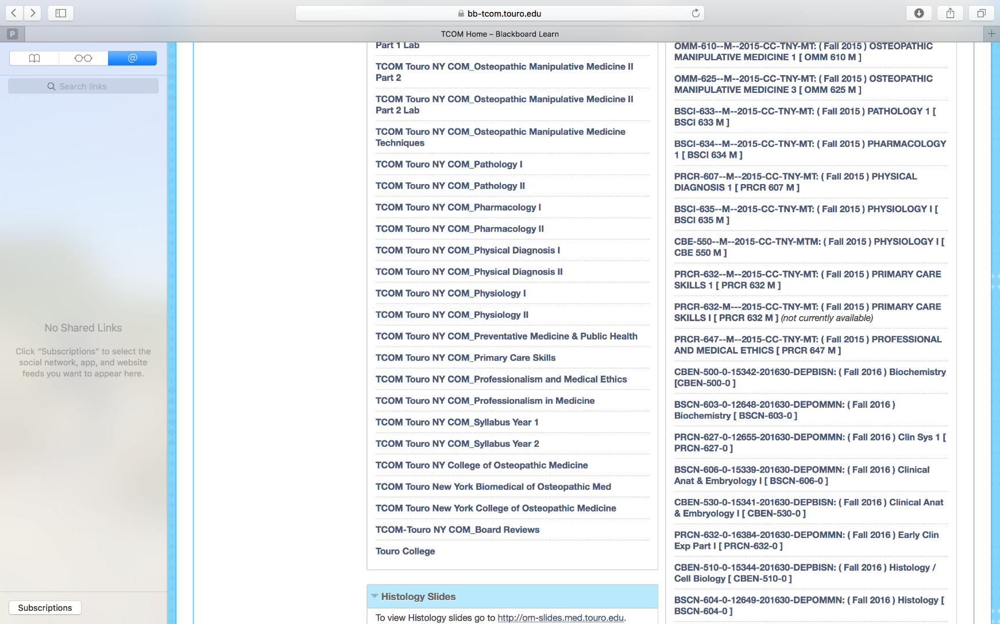 bb-tcom.touro.edu
P
TCOM Home – Blackboard Learn
@
Search links
No Shared Links
Click “Subscriptions” to select the
social network, app, and website
feeds you want to appear here.
Subscriptions
Part 1 Lab
TCOM Touro NY COM_Osteopathic Manipulative Medicine II
Part 2
TCOM Touro NY COM_Osteopathic Manipulative Medicine II
Part 2 Lab
TCOM Touro NY COM_Osteopathic Manipulative Medicine
Techniques
TCOM Touro NY COM_Pathology I
TCOM Touro NY COM_Pathology II
TCOM Touro NY COM_Pharmacology I
TCOM Touro NY COM_Pharmacology II
TCOM Touro NY COM_Physical Diagnosis I
TCOM Touro NY COM_Physical Diagnosis II
TCOM Touro NY COM_Physiology I
TCOM Touro NY COM_Physiology II
TCOM Touro NY COM_Preventative Medicine & Public Health
TCOM Touro NY COM_Primary Care Skills
TCOM Touro NY COM_Professionalism and Medical Ethics
TCOM Touro NY COM_Professionalism in Medicine
TCOM Touro NY COM_Syllabus Year 1
TCOM Touro NY COM_Syllabus Year 2
TCOM Touro NY College of Osteopathic Medicine
TCOM Touro New York Biomedical of Osteopathic Med
TCOM Touro New York College of Osteopathic Medicine
TCOM-Touro NY COM_Board Reviews
Touro College
Histology Slides
To view Histology slides go to http://om-slides.med.touro.edu.
OMM-610--M--2015-CC-TNY-MT: ( Fall 2015 ) OSTEOPATHIC
MANIPULATIVE MEDICINE 1 [ OMM 610 M ]
OMM-625--M--2015-CC-TNY-MT: ( Fall 2015 ) OSTEOPATHIC
MANIPULATIVE MEDICINE 3 [ OMM 625 M ]
BSCI-633--M--2015-CC-TNY-MT: ( Fall 2015 ) PATHOLOGY 1 [
BSCI 633 M ]
BSCI-634--M--2015-CC-TNY-MT: ( Fall 2015 ) PHARMACOLOGY
1 [ BSCI 634 M ]
PRCR-607--M--2015-CC-TNY-MT: ( Fall 2015 ) PHYSICAL
DIAGNOSIS 1 [ PRCR 607 M ]
BSCI-635--M--2015-CC-TNY-MT: ( Fall 2015 ) PHYSIOLOGY I [
BSCI 635 M ]
CBE-550--M--2015-CC-TNY-MTM: ( Fall 2015 ) PHYSIOLOGY I [
CBE 550 M ]
PRCR-632--M--2015-CC-TNY-MT: ( Fall 2015 ) PRIMARY CARE
SKILLS 1 [ PRCR 632 M ]
PRCR-632-M---2015-CC-TNY-MT: ( Fall 2015 ) PRIMARY CARE
SKILLS I [ PRCR 632 M ] (not currently available)
PRCR-647--M--2015-CC-TNY-MT: ( Fall 2015 ) PROFESSIONAL
AND MEDICAL ETHICS [ PRCR 647 M ]
CBEN-500-0-15342-201630-DEPBISN: ( Fall 2016 ) Biochemistry
[CBEN-500-0 ]
BSCN-603-0-12648-201630-DEPOMMN: ( Fall 2016 )
Biochemistry [ BSCN-603-0 ]
PRCN-627-0-12655-201630-DEPOMMN: ( Fall 2016 ) Clin Sys 1 [
PRCN-627-0 ]
BSCN-606-0-15339-201630-DEPOMMN: ( Fall 2016 ) Clinical
Anat & Embryology I [ BSCN-606-0 ]
CBEN-530-0-15341-201630-DEPBISN: ( Fall 2016 ) Clinical Anat
& Embryology I [ CBEN-530-0 ]
PRCN-632-0-16384-201630-DEPOMMN: ( Fall 2016 ) Early Clin
Exp Part I [ PRCN-632-0 ]
CBEN-510-0-15344-201630-DEPBISN: ( Fall 2016 ) Histology /
Cell Biology [ CBEN-510-0 ]
BSCN-604-0-12649-201630-DEPOMMN: ( Fall 2016 ) Histology [
BSCN-604-0 ]